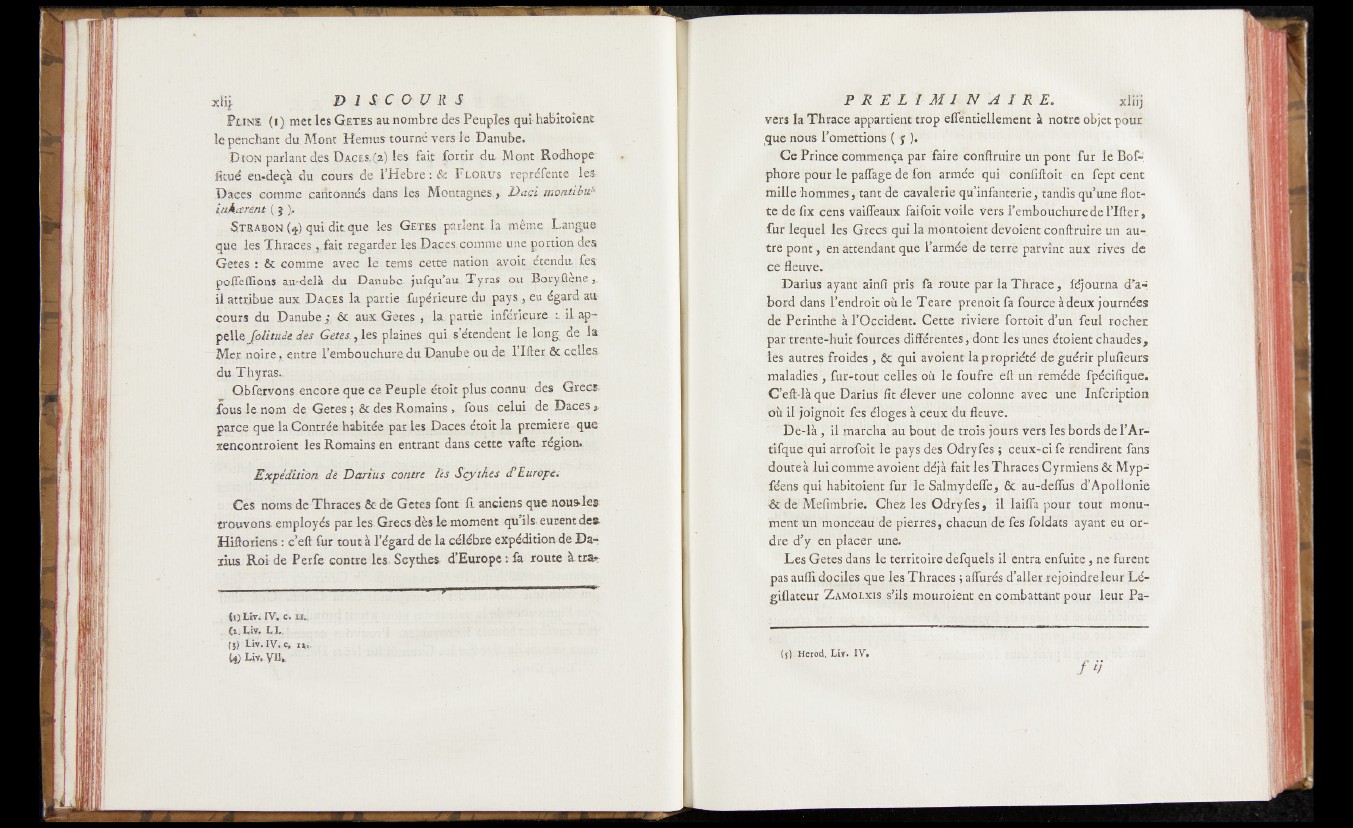 xlij DISCOURS
PLINE (1) met les GETES au nombre des Peuples qui habitoient
le penchant du Mont Hemus tourné vers le Danube.
DION parlant des DACES (2) les fait ſortir du Mont Rodhope
ſitué en-deçà du cours de l'Hebre : & FLORUS repréſente les
Daces comme cantonnés dans les Montagnes, Daci montibus
inhærent (3).
STRABON (4) qui dit que les GETES parlent la même Langue
que les Thraces, fait regarder les Daces comme une portion des
Getes : & comme avec le tems cette nation avoit étendu ſes
poſſeſſions au-delà du Danube juſqu'au Tyras ou Boryſtène,
il attribue aux DACES la partie ſupérieure du pays, eu égard au
cours du Danube ; & aux Getes, la partie inférieure : il ap-
pelle ſolitude des Getes, les plaines qui s'étendent le long de la
Mer noire, entre l'embouchure du Danube ou de l'Iſter & celles
du Thyras.
Obſervons encore que ce Peuple étoit plus connu des Grecs
ſous le nom de Getes ; & des Romains, ſous celui de Daces,
parce que la Contrée habitée par les Daces étoit la premiere que
rencontroient les Romains en entrant dans cette vaſte région.
Expédition de Darius contre les Scythes d'Europe.
Ces noms de Thraces & de Getes ſont ſi anciens que nous les
trouvons employés par les Grecs dès le moment qu'ils eurent des
Hiſtoriens : c'eſt ſur tout à l'égard de la célébre expédition de Da-
rius Roi de Perſe contre les Scythes d'Europe : ſa route à tra-
(1) Liv. IV, c. II.
(2. Liv. LI.
(3) Liv. IV. c. 12.
(4) Liv. VII.
PRELIMINAIRE. xliij
vers la Thrace appartient trop eſſentiellement à notre objet pour
que nous l'omettions (5).
Ce Prince commença par faire conſtruire un pont ſur le Boſ-
phore pour le paſſage de ſon armée qui conſiſtoit en ſept cent
mille hommes, tant de cavalerie qu'infanterie, tandis qu'une flot-
te de ſix cens vaiſſeaux faiſoit voile vers l'embouchure de l'Iſter,
ſur lequel les Grecs qui la montoient devoient conſtruire un au-
tre pont, en attendant que l'armée de terre parvînt aux rives de
ce fleuve.
Darius ayant ainſi pris ſa route par la Thrace, ſéjourna d'a-
bord dans l'endroit où le Teare prenoit ſa ſource à deux journées
de Perinthe à l'Occident. Cette riviere ſortoit d'un ſeul rocher
par trente-huit ſources différentes, dont les unes étoient chaudes,
les autres froides, & qui avoient la propriété de guérir pluſieurs
maladies, ſur-tout celles où le ſoufre eſt un reméde ſpécifique.
C'eſt-là que Darius fit élever une colonne avec une Inſcription
où il joignoit ſes éloges à ceux du fleuve.
De-là, il marcha au bout de trois jours vers les bords de l'Ar-
tiſque qui arroſoit le pays des Odryſes ; ceux-ci ſe rendirent ſans
doute à lui comme avoient déjà fait les Thraces Cyrmiens & Myp-
ſéens qui habitoient ſur le Salmydeſſe, & au-deſſus d'Apollonie
& de Meſimbrie. Chez les Odryſes, il laiſſa pour tout monu-
ment un monceau de pierres, chacun de ſes ſoldats ayant eu or-
dre d'y en placer une.
Les Getes dans le territoire deſquels il entra enſuite, ne furent
pas auſſi dociles que les Thraces ; aſſurés d'aller rejoindre leur Lé-
giſlateur ZAMOLXIS s'ils mouroient en combattant pour leur Pa-
(5) Herod. Liv. IV.
f ij